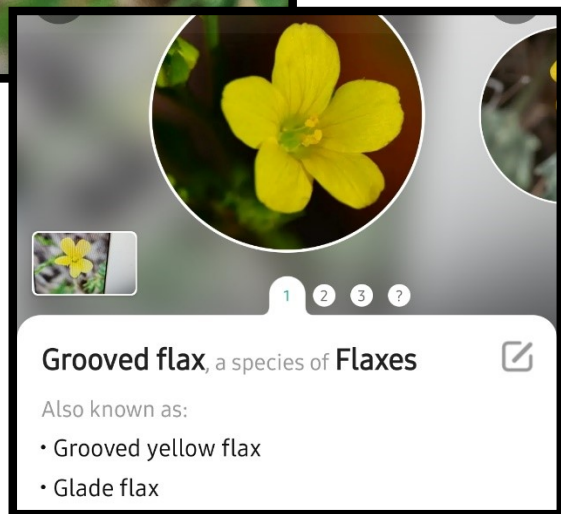 1 2 3 ?
Grooved flax, a species of Flaxes
Also known as:
• Grooved yellow flax
• Glade flax